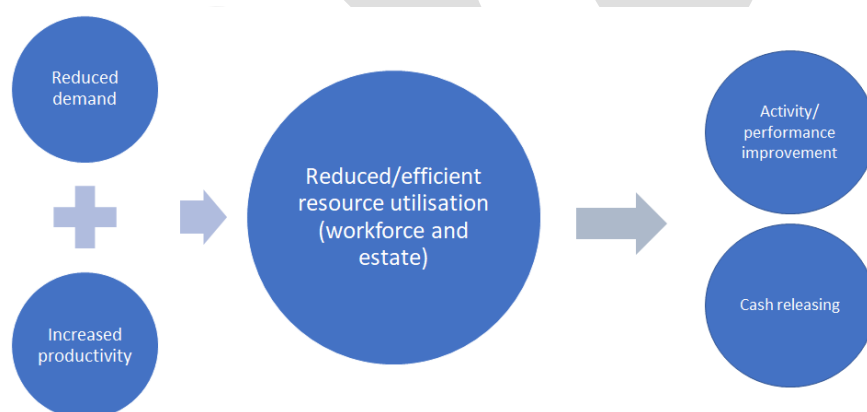 Reduced
demand
Increased
productivity
Reduced/efficient
resource utilisation
(workforce and
estate)
Activity/
performance
improvement
Cash releasing